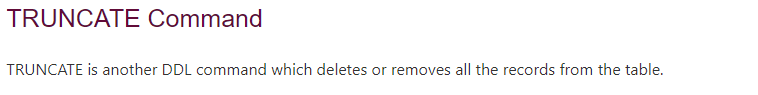 TRUNCATE Command
TRUNCATE is another DDL command which deletes or removes all the records from the table.